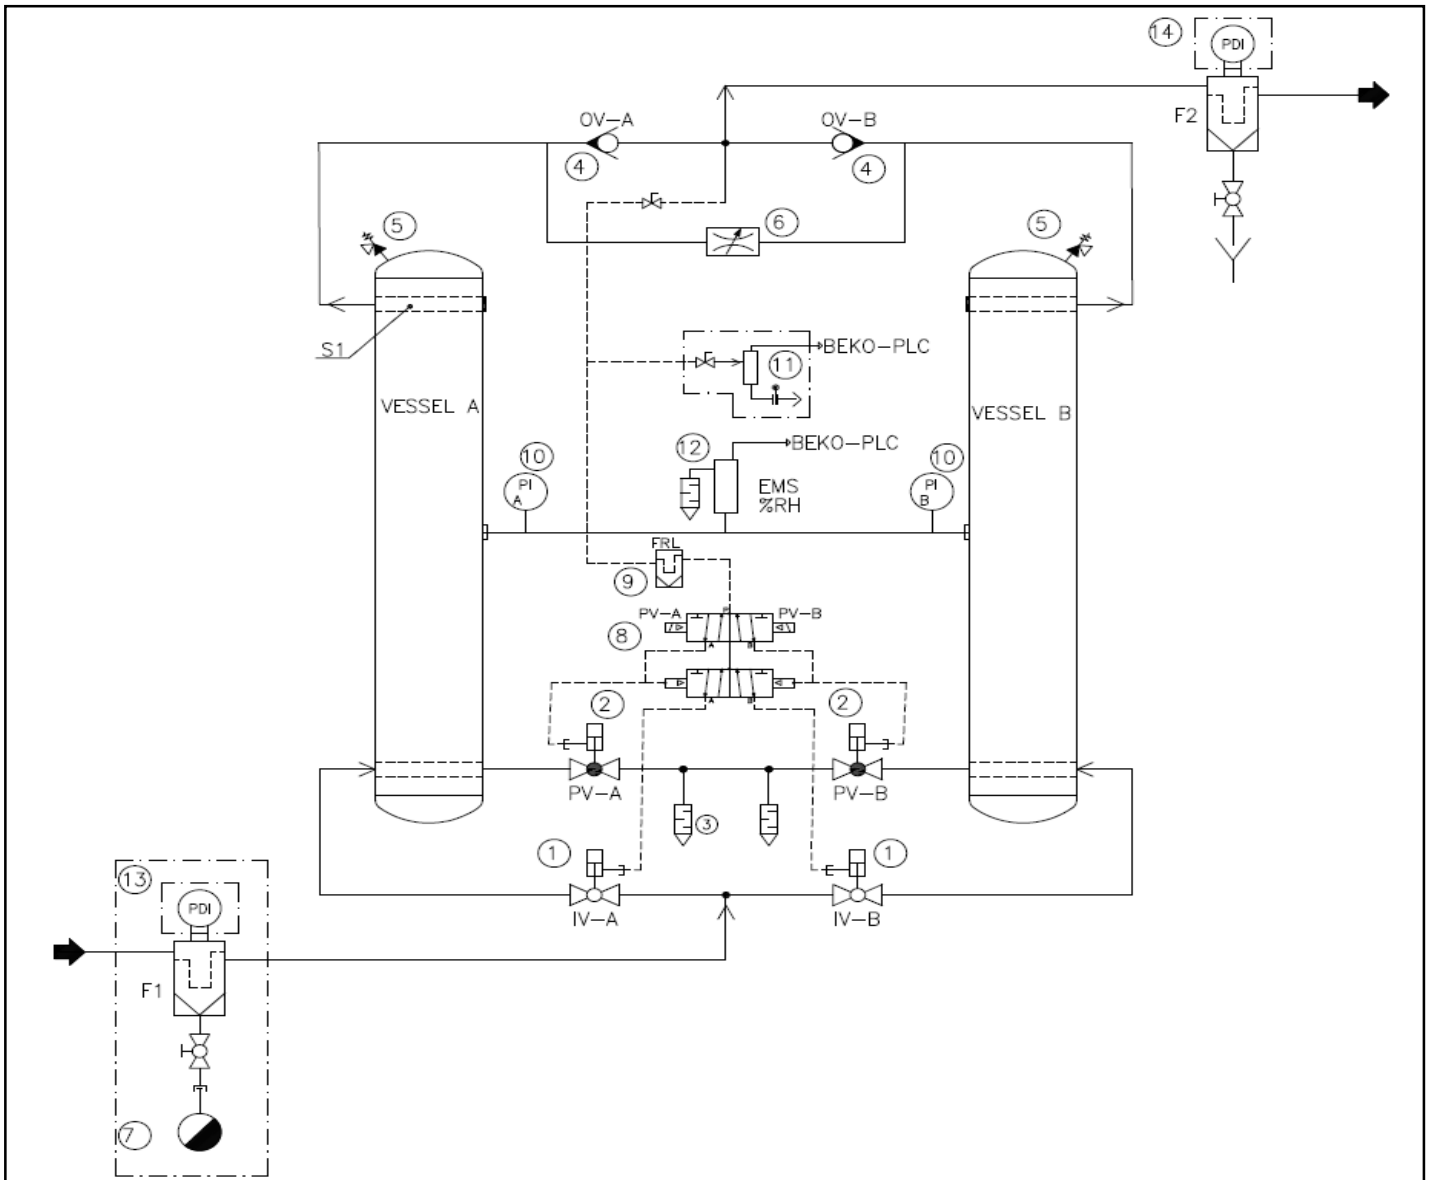 14
PDI
F2
OV-A
OV-B
4
4
6
5
5
S1
BEKO-PLC
11
VESSEL A
VESSEL B
12
BEKO-PLC
10
PI
A
10
PI
B
EMS
%RH
FRL
9
PV-A
P
PV-B
8
A
B
A
B
2
2
PV-A
PV-B
3
1
1
IV-A
IV-B
13
PDI
F1
7